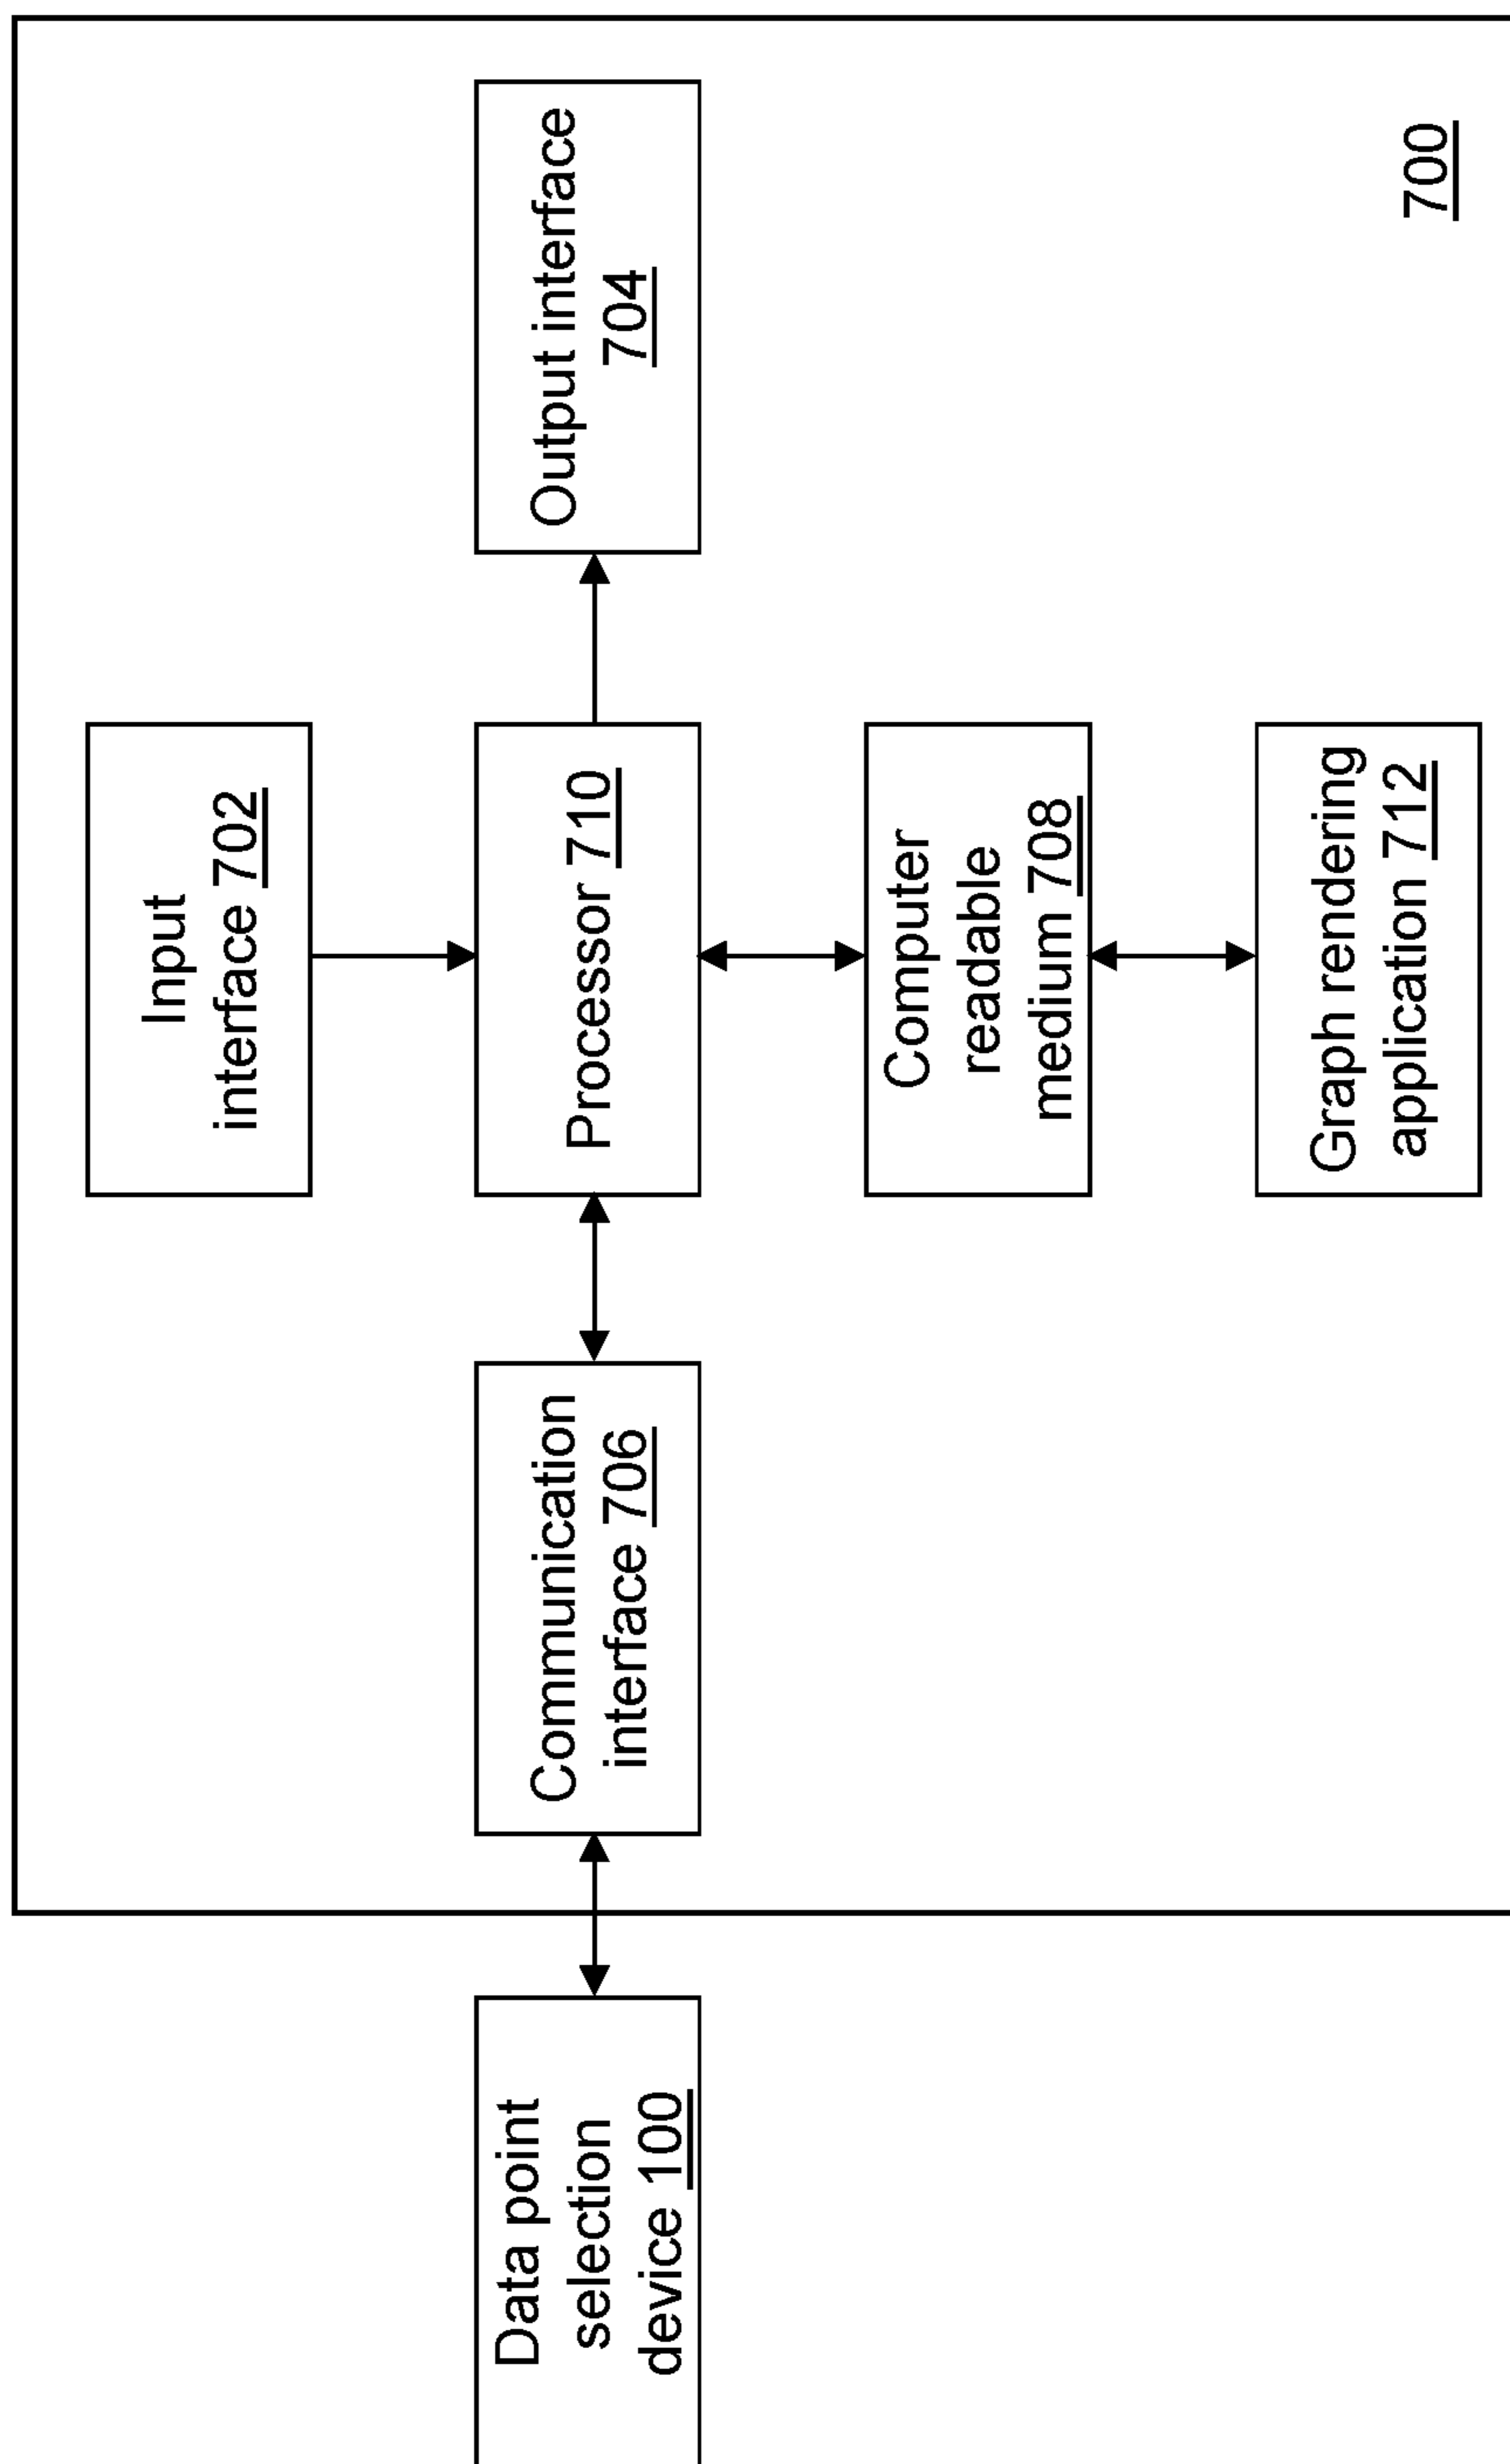 Input
interface 702
Data point
selection
device 100
Communication
interface 706
Processor 710
Output interface
704
Computer
readable
medium 708
Graph rendering
application 712
700